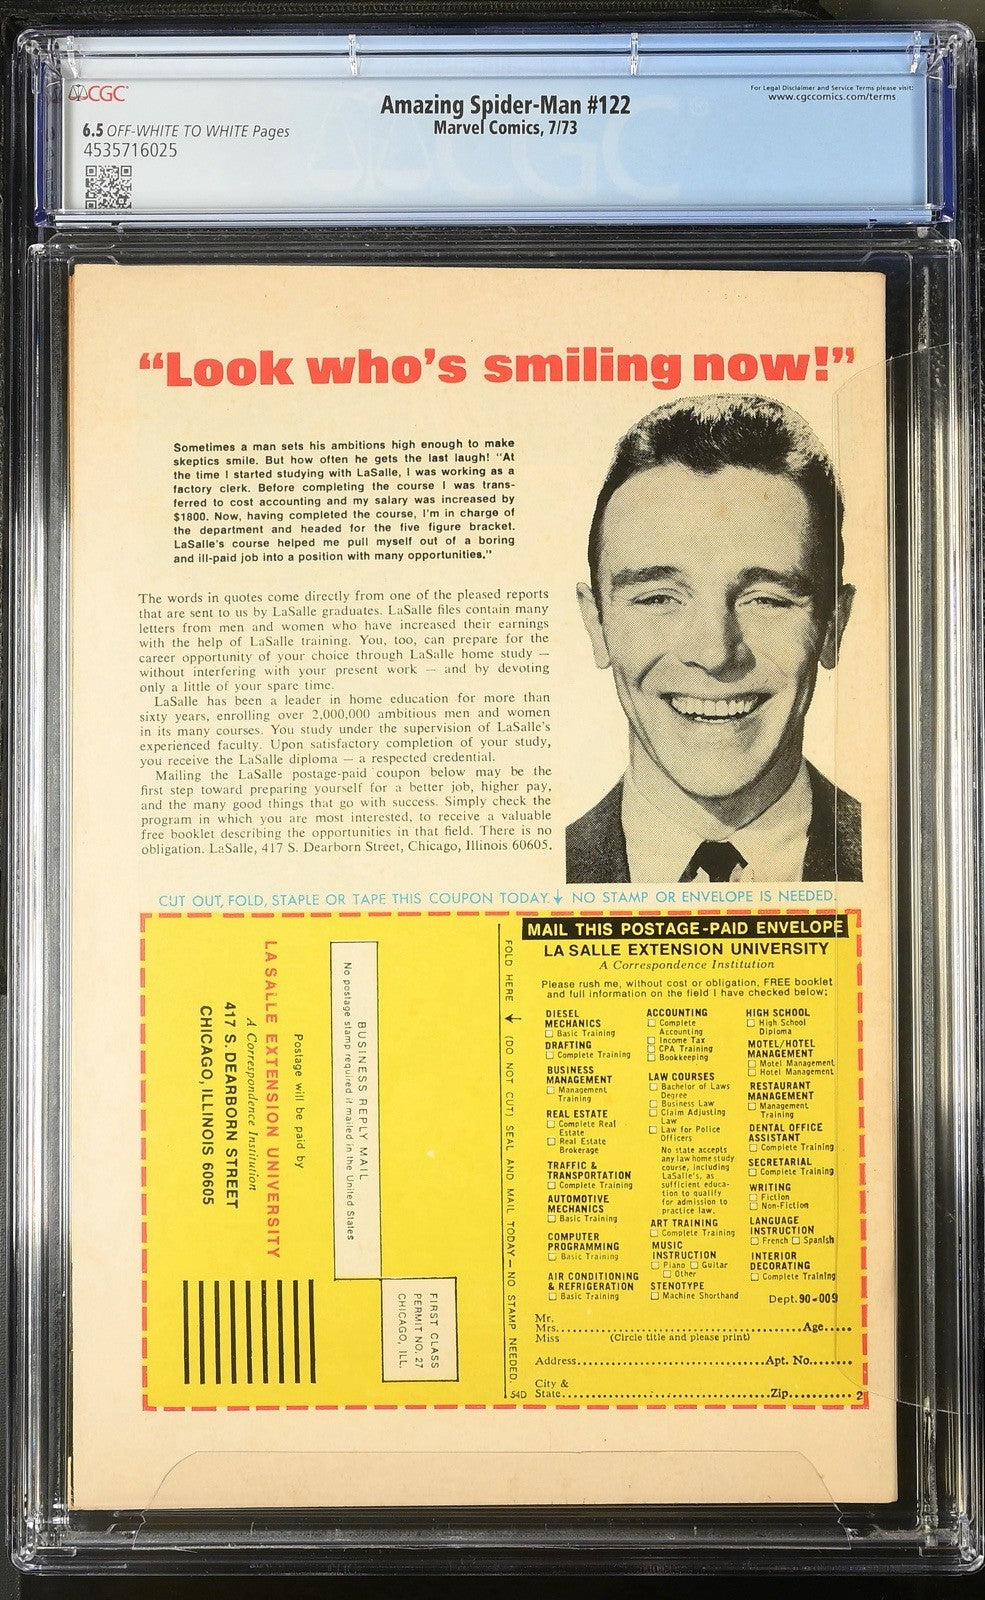 CGC
Amazing Spider-Man #122
Marvel Comics, 7/73
For Legal Disclaimer and Service Terms please visit:
www.cgccomics.com/terms
6.5 OFF-WHITE TO WHITE Pages
4535716025
“Look who’s smiling now!”
Sometimes a man sets his ambitions high enough to make
skeptics smile. But how often he gets the last laugh! “At
the time I started studying with LaSalle, I was working as a
factory clerk. Before completing the course I was trans-
ferred to cost accounting and my salary was increased by
$1800. Now, having completed the course, I’m in charge of
the department and headed for the five figure bracket.
LaSalle’s course helped me pull myself out of a boring
and ill-paid job into a position with many opportunities.”
The words in quotes come directly from one of the pleased reports
that are sent to us by LaSalle graduates. LaSalle files contain many
letters from men and women who have increased their earnings
with the help of LaSalle training. You, too, can prepare for the
career opportunity of your choice through LaSalle home study —
without interfering with your present work — and by devoting
only a little of your spare time.
LaSalle has been a leader in home education for more than
sixty years, enrolling over 2,000,000 ambitious men and women
in its many courses. You study under the supervision of LaSalle’s
experienced faculty. Upon satisfactory completion of your study,
you receive the LaSalle diploma — a respected credential.
Mailing the LaSalle postage-paid coupon below may be the
first step toward preparing yourself for a better job, higher pay,
and the many good things that go with success. Simply check the
program in which you are most interested, to receive a valuable
free booklet describing the opportunities in that field. There is no
obligation. LaSalle, 417 S. Dearborn Street, Chicago, Illinois 60605.
CUT OUT, FOLD, STAPLE OR TAPE THIS COUPON TODAY. ↓ NO STAMP OR ENVELOPE IS NEEDED.
FIRST CLASS
PERMIT NO. 27
CHICAGO, ILL.
BUSINESS REPLY MAIL
No postage stamp required if mailed in the United States
Postage will be paid by
LA SALLE EXTENSION UNIVERSITY
A Correspondence Institution
417 S. DEARBORN STREET
CHICAGO, ILLINOIS 60605
FOLD HERE ↓ (DO NOT CUT) SEAL AND MAIL TODAY — NO STAMP NEEDED.
MAIL THIS POSTAGE-PAID ENVELOPE
LA SALLE EXTENSION UNIVERSITY
A Correspondence Institution
Please rush me, without cost or obligation, FREE booklet
and full information on the field I have checked below:
DIESEL
MECHANICS
☐ Basic Training
DRAFTING
☐ Complete Training
BUSINESS
MANAGEMENT
☐ Management
Training
REAL ESTATE
☐ Complete Real
Estate
☐ Real Estate
Brokerage
TRAFFIC &
TRANSPORTATION
☐ Complete Training
AUTOMOTIVE
MECHANICS
☐ Basic Training
COMPUTER
PROGRAMMING
☐ Basic Training
AIR CONDITIONING
& REFRIGERATION
☐ Basic Training
ACCOUNTING
☐ Complete
Accounting
☐ Income Tax
☐ CPA Training
☐ Bookkeeping
LAW COURSES
☐ Bachelor of Laws
Degree
☐ Business Law
☐ Claim Adjusting
Law
☐ Law for Police
Officers
No state accepts
any law home study
course, including
LaSalle’s, as
sufficient educa-
tion to qualify
for admission to
practice law.
ART TRAINING
☐ Complete Training
MUSIC
INSTRUCTION
☐ Piano ☐ Guitar
☐ Other
STENOTYPE
☐ Machine Shorthand
HIGH SCHOOL
☐ High School
Diploma
MOTEL/HOTEL
MANAGEMENT
☐ Motel Management
☐ Hotel Management
RESTAURANT
MANAGEMENT
☐ Management
Training
DENTAL OFFICE
ASSISTANT
☐ Complete Training
SECRETARIAL
☐ Complete Training
WRITING
☐ Fiction
☐ Non-Fiction
LANGUAGE
INSTRUCTION
☐ French ☐ Spanish
INTERIOR
DECORATING
☐ Complete Training
Dept. 90-009
Mr.
Mrs. Age
Miss (Circle title and please print)
Address Apt. No.
City &
State Zip 2
54D